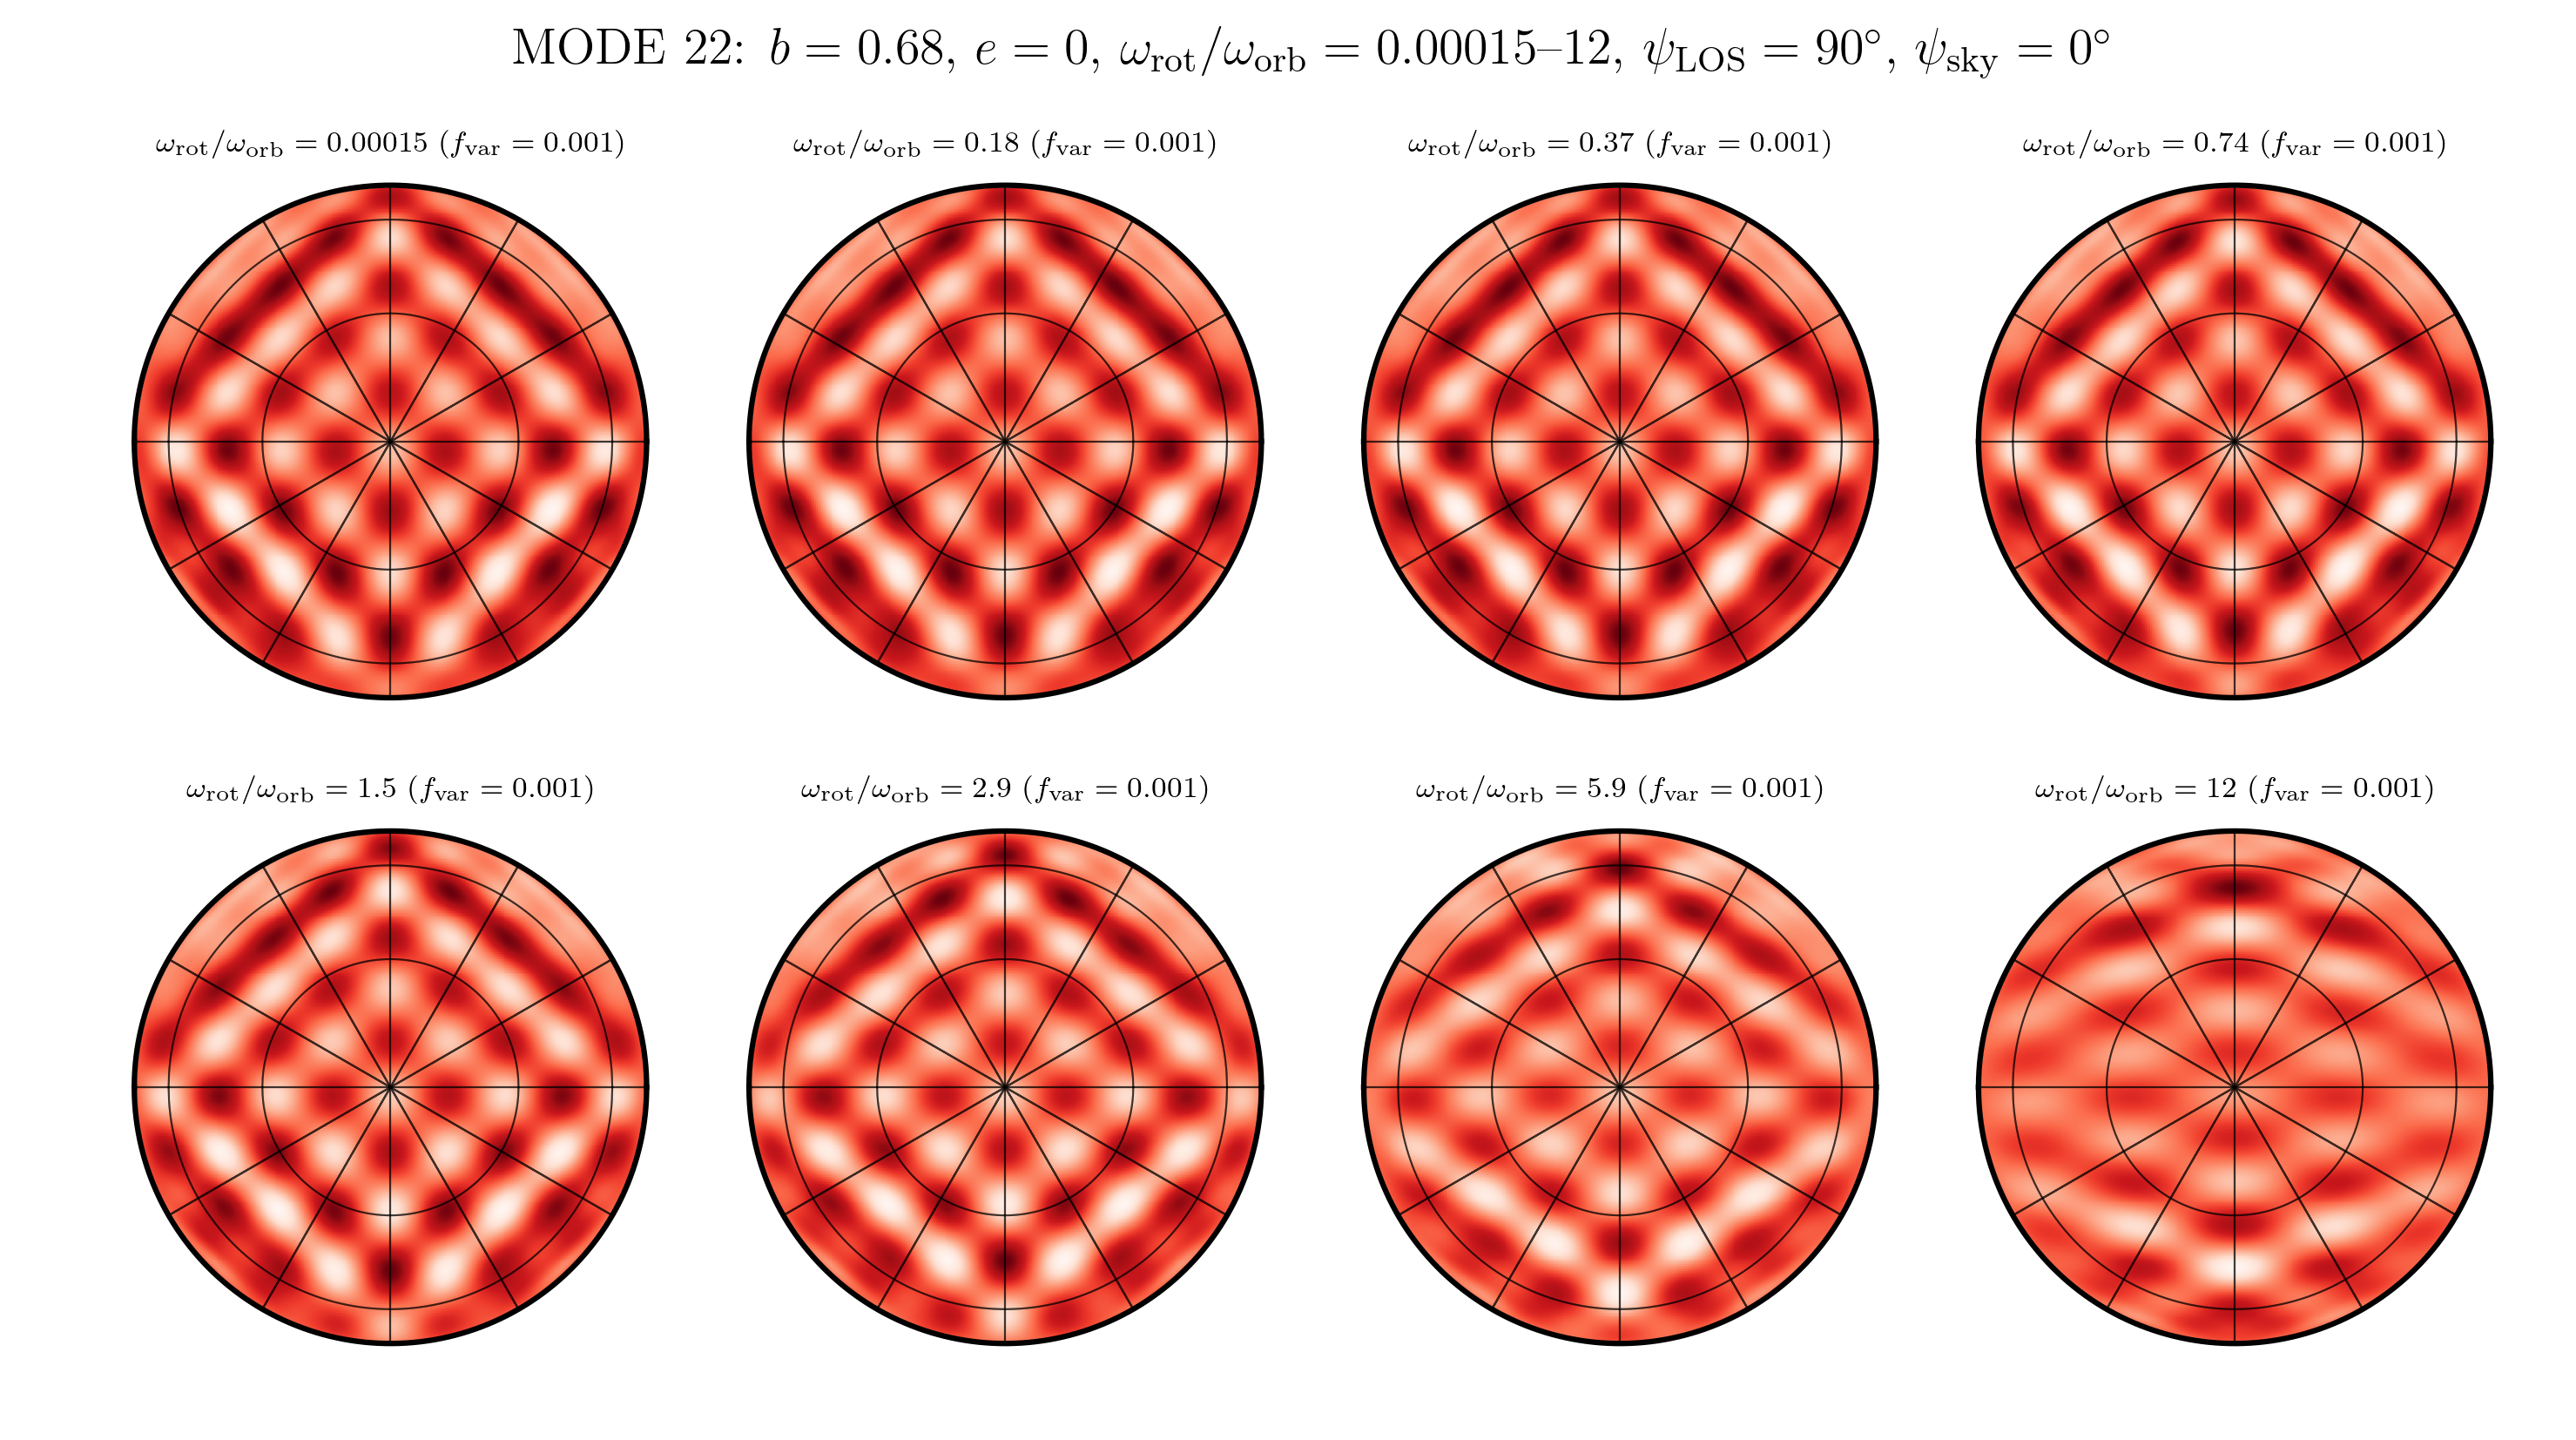 MODE 22: b = 0.68, e = 0, ω_rot/ω_orb = 0.00015–12, ψ_LOS = 90°, ψ_sky = 0°
ω_rot/ω_orb = 0.00015 (f_var = 0.001)
ω_rot/ω_orb = 0.18 (f_var = 0.001)
ω_rot/ω_orb = 0.37 (f_var = 0.001)
ω_rot/ω_orb = 0.74 (f_var = 0.001)
ω_rot/ω_orb = 1.5 (f_var = 0.001)
ω_rot/ω_orb = 2.9 (f_var = 0.001)
ω_rot/ω_orb = 5.9 (f_var = 0.001)
ω_rot/ω_orb = 12 (f_var = 0.001)